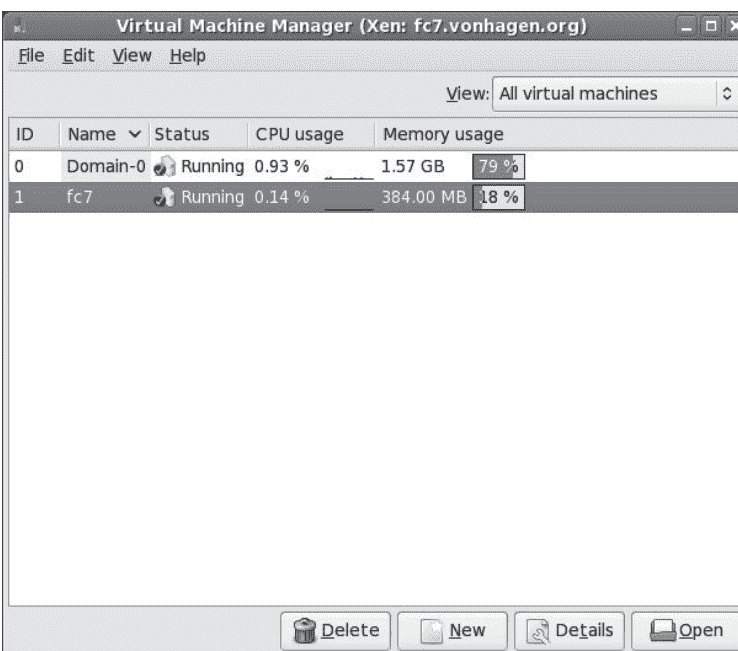 Virtual Machine Manager (Xen: fc7.vonhagen.org)
File Edit View Help
View: All virtual machines
ID Name Status CPU usage Memory usage
0 Domain-0 Running 0.93 % 1.57 GB 79 %
1 fc7 Running 0.14 % 384.00 MB 18 %
Delete New Details Open